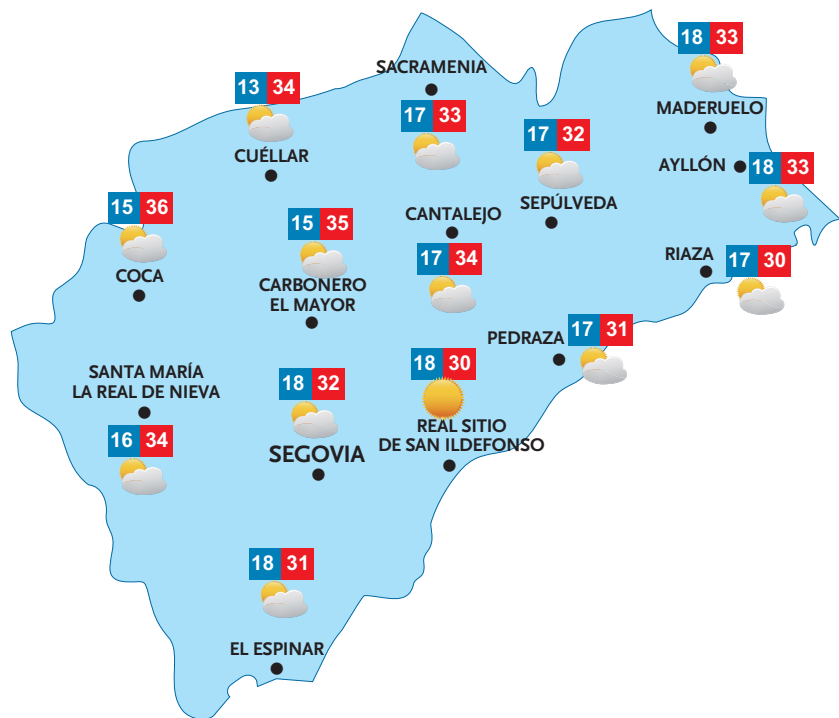 18 33
MADERUELO
SACRAMENIA
17 33
13 34
CUÉLLAR
17 32
SEPÚLVEDA
AYLLÓN
18 33
15 36
COCA
15 35
CARBONERO
EL MAYOR
CANTALEJO
17 34
RIAZA
17 30
PEDRAZA
17 31
SANTA MARÍA
LA REAL DE NIEVA
16 34
18 32
SEGOVIA
18 30
REAL SITIO
DE SAN ILDEFONSO
18 31
EL ESPINAR